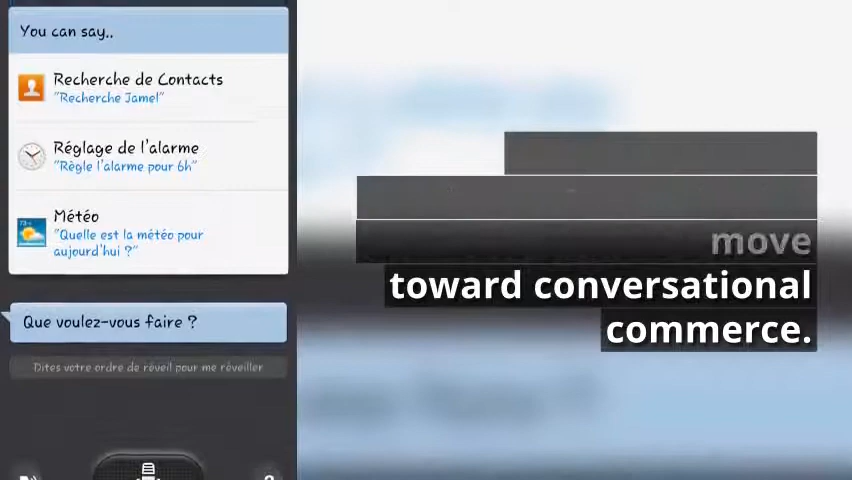 You can say..
Recherche de Contacts
"Recherche Jamel"
Réglage de l'alarme
"Règle l'alarme pour 6h"
Météo
"Quelle est la météo pour
aujourd'hui ?"
Que voulez-vous faire ?
Dites votre ordre de réveil pour me réveiller
move
toward conversational
commerce.